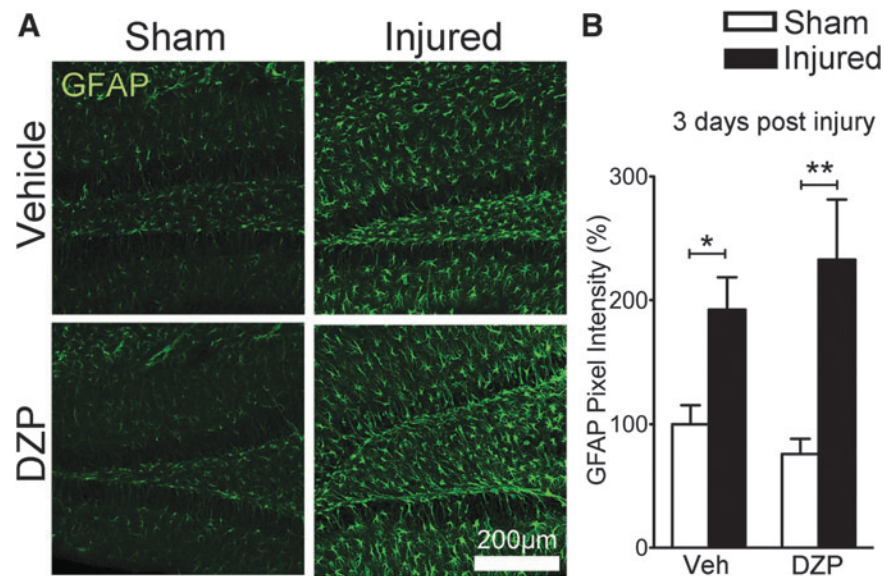 A
Sham
Injured
GFAP
Vehicle
DZP
200μm
B
Sham
Injured
3 days post injury
GFAP Pixel Intensity (%)
300
200
100
0
*
**
Veh
DZP